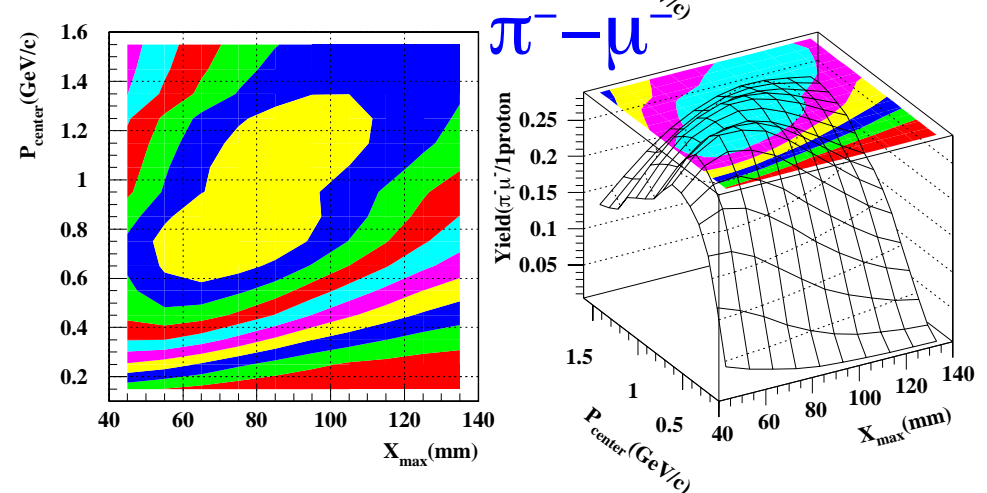 π⁻–μ⁻
P_center (GeV/c)
1.6
1.4
1.2
1
0.8
0.6
0.4
0.2
40 60 80 100 120 140
X_max (mm)
Yield(π⁻μ⁻/1proton
0.25
0.2
0.15
0.1
0.05
1.5
1
0.5
P_center (GeV/c)
40 60 80 100 120 140
X_max (mm)